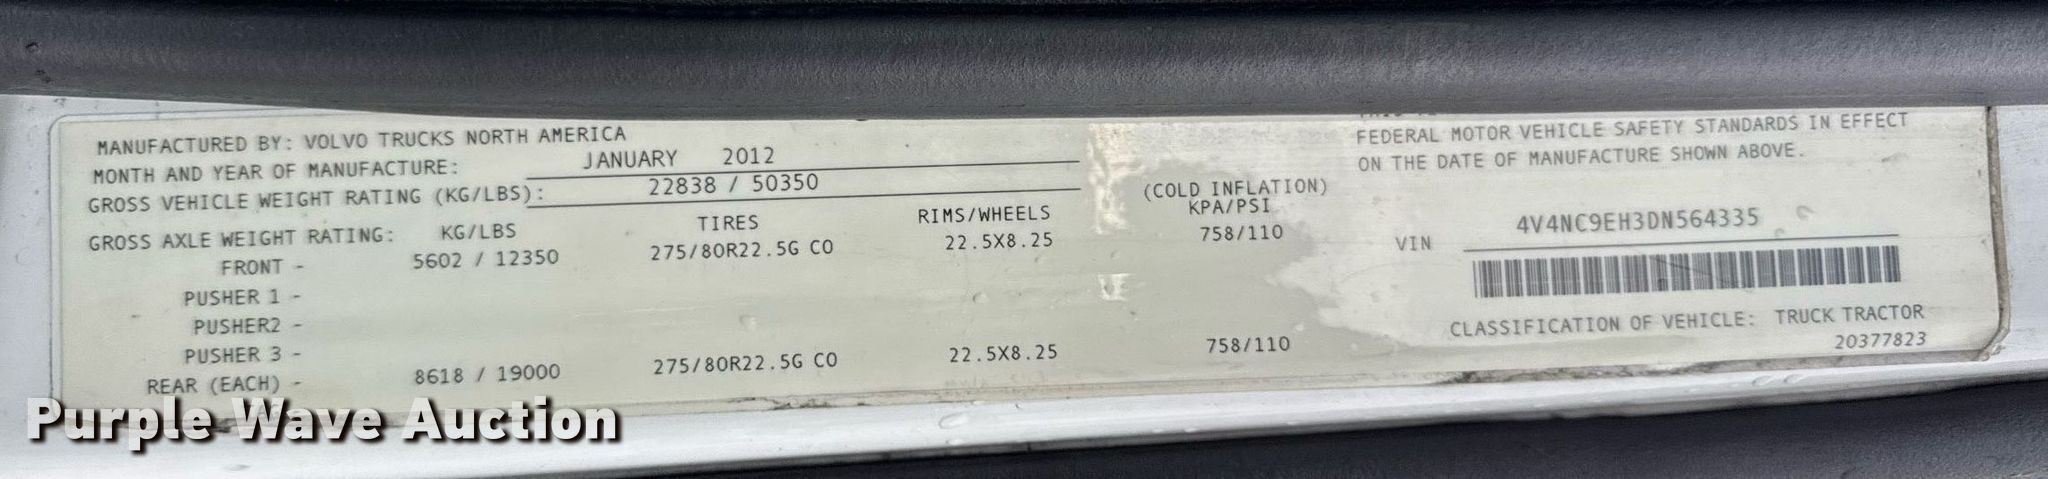 MANUFACTURED BY: VOLVO TRUCKS NORTH AMERICA
MONTH AND YEAR OF MANUFACTURE: JANUARY 2012
GROSS VEHICLE WEIGHT RATING (KG/LBS): 22838 / 50350
GROSS AXLE WEIGHT RATING: KG/LBS TIRES RIMS/WHEELS (COLD INFLATION) KPA/PSI
FRONT - 5602 / 12350 275/80R22.5G CO 22.5X8.25 758/110
PUSHER 1 -
PUSHER2 -
PUSHER 3 -
REAR (EACH) - 8618 / 19000 275/80R22.5G CO 22.5X8.25 758/110
FEDERAL MOTOR VEHICLE SAFETY STANDARDS IN EFFECT
ON THE DATE OF MANUFACTURE SHOWN ABOVE.
VIN 4V4NC9EH3DN564335
CLASSIFICATION OF VEHICLE: TRUCK TRACTOR
20377823
Purple Wave Auction